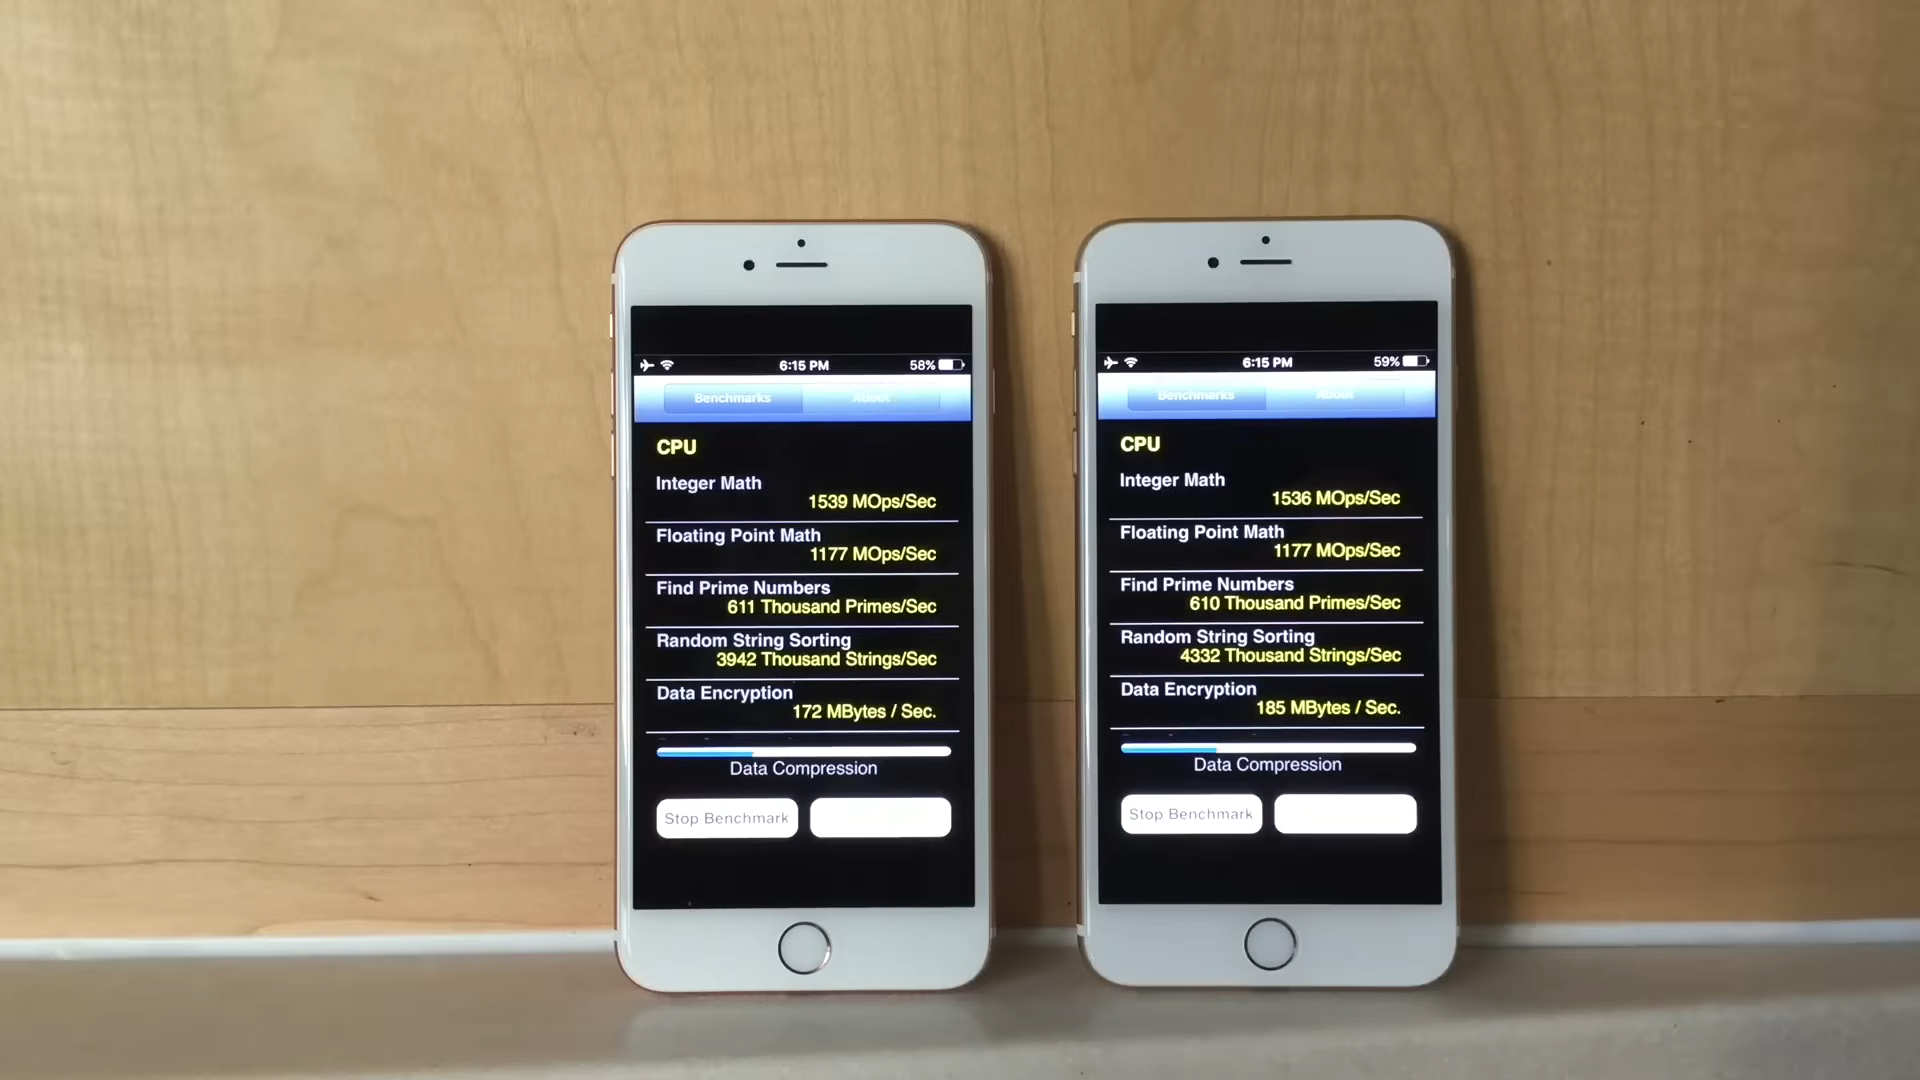 6:15 PM 58%
Benchmarks About
CPU
Integer Math
1539 MOps/Sec
Floating Point Math
1177 MOps/Sec
Find Prime Numbers
611 Thousand Primes/Sec
Random String Sorting
3942 Thousand Strings/Sec
Data Encryption
172 MBytes / Sec.
Data Compression
Stop Benchmark
6:15 PM 59%
Benchmarks About
CPU
Integer Math
1536 MOps/Sec
Floating Point Math
1177 MOps/Sec
Find Prime Numbers
610 Thousand Primes/Sec
Random String Sorting
4332 Thousand Strings/Sec
Data Encryption
185 MBytes / Sec.
Data Compression
Stop Benchmark